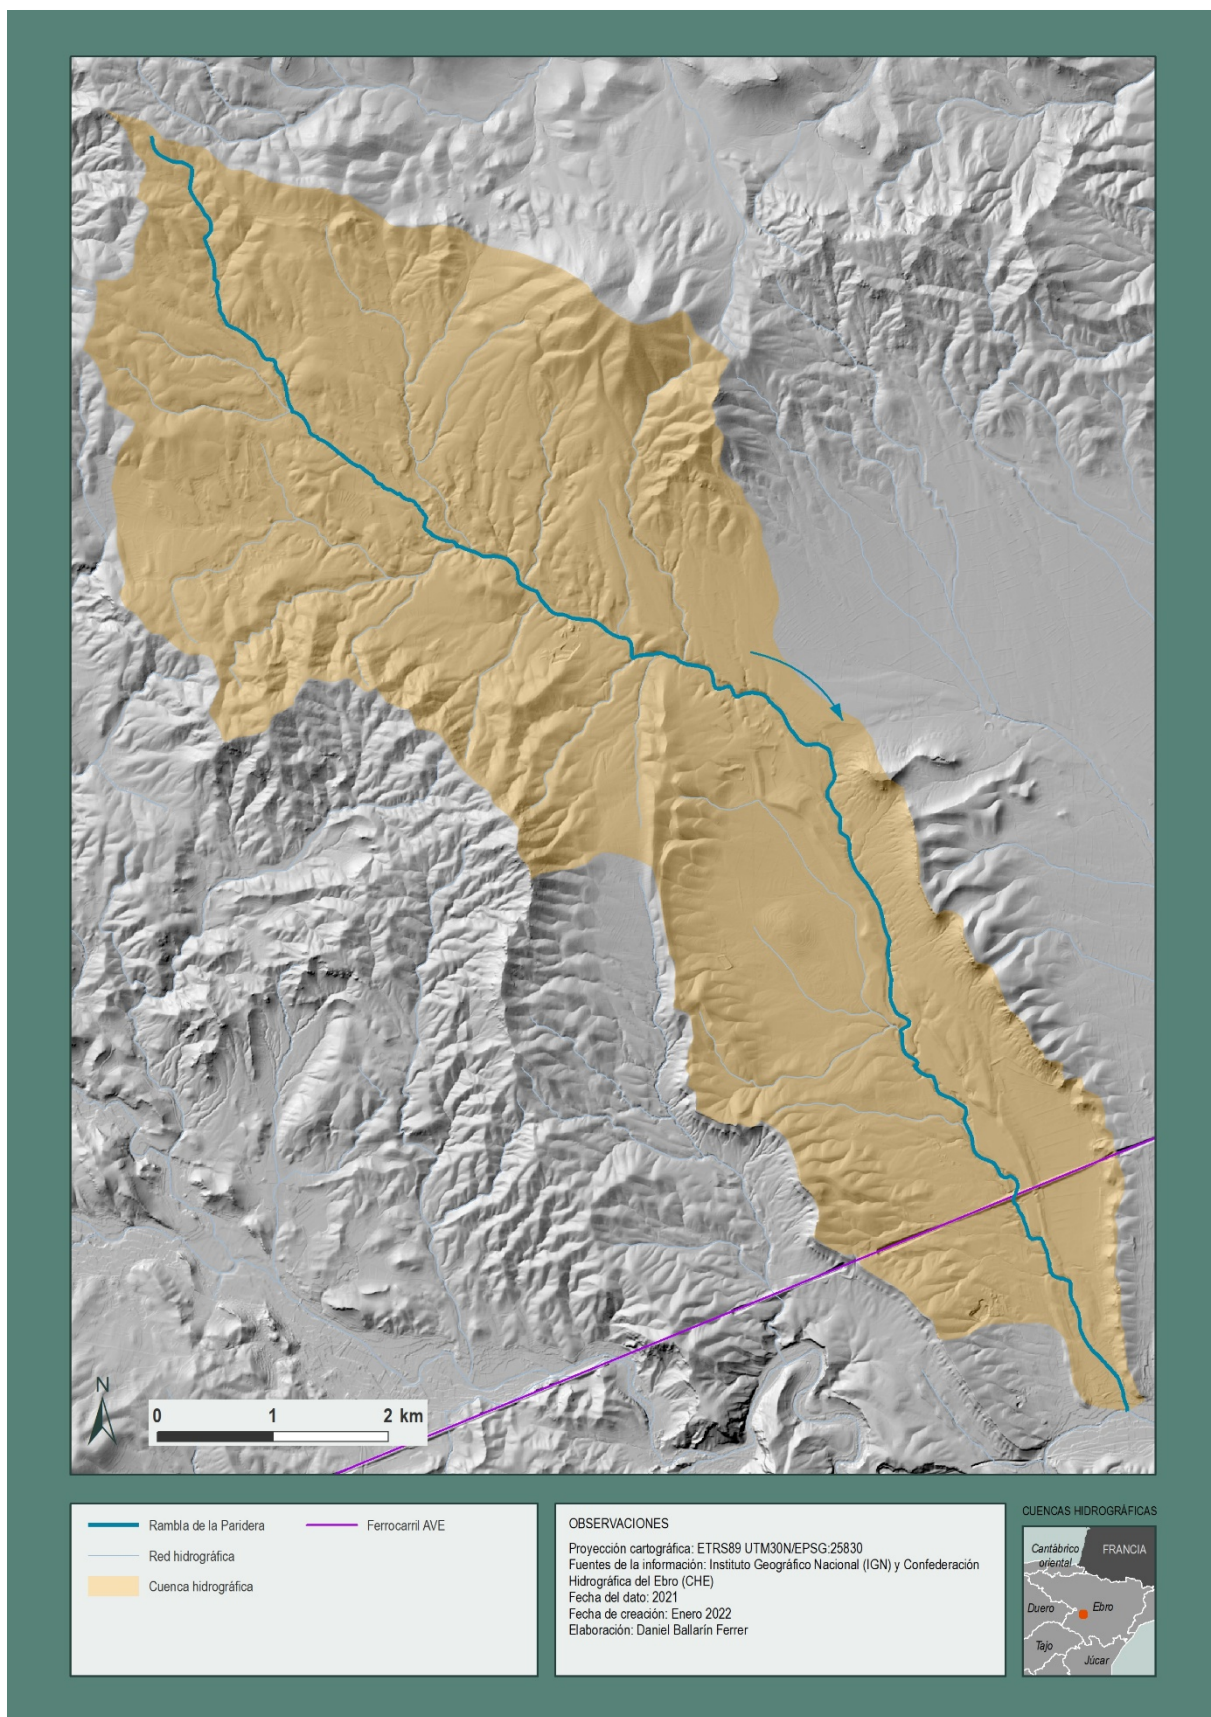 N
0 1 2 km
Rambla de la Paridera
Ferrocarril AVE
Red hidrográfica
Cuenca hidrográfica
OBSERVACIONES
Proyección cartográfica: ETRS89 UTM30N/EPSG:25830
Fuentes de la información: Instituto Geográfico Nacional (IGN) y Confederación
Hidrográfica del Ebro (CHE)
Fecha del dato: 2021
Fecha de creación: Enero 2022
Elaboración: Daniel Ballarín Ferrer
CUENCAS HIDROGRÁFICAS
Cantábrico
oriental
FRANCIA
Duero
Ebro
Tajo
Júcar